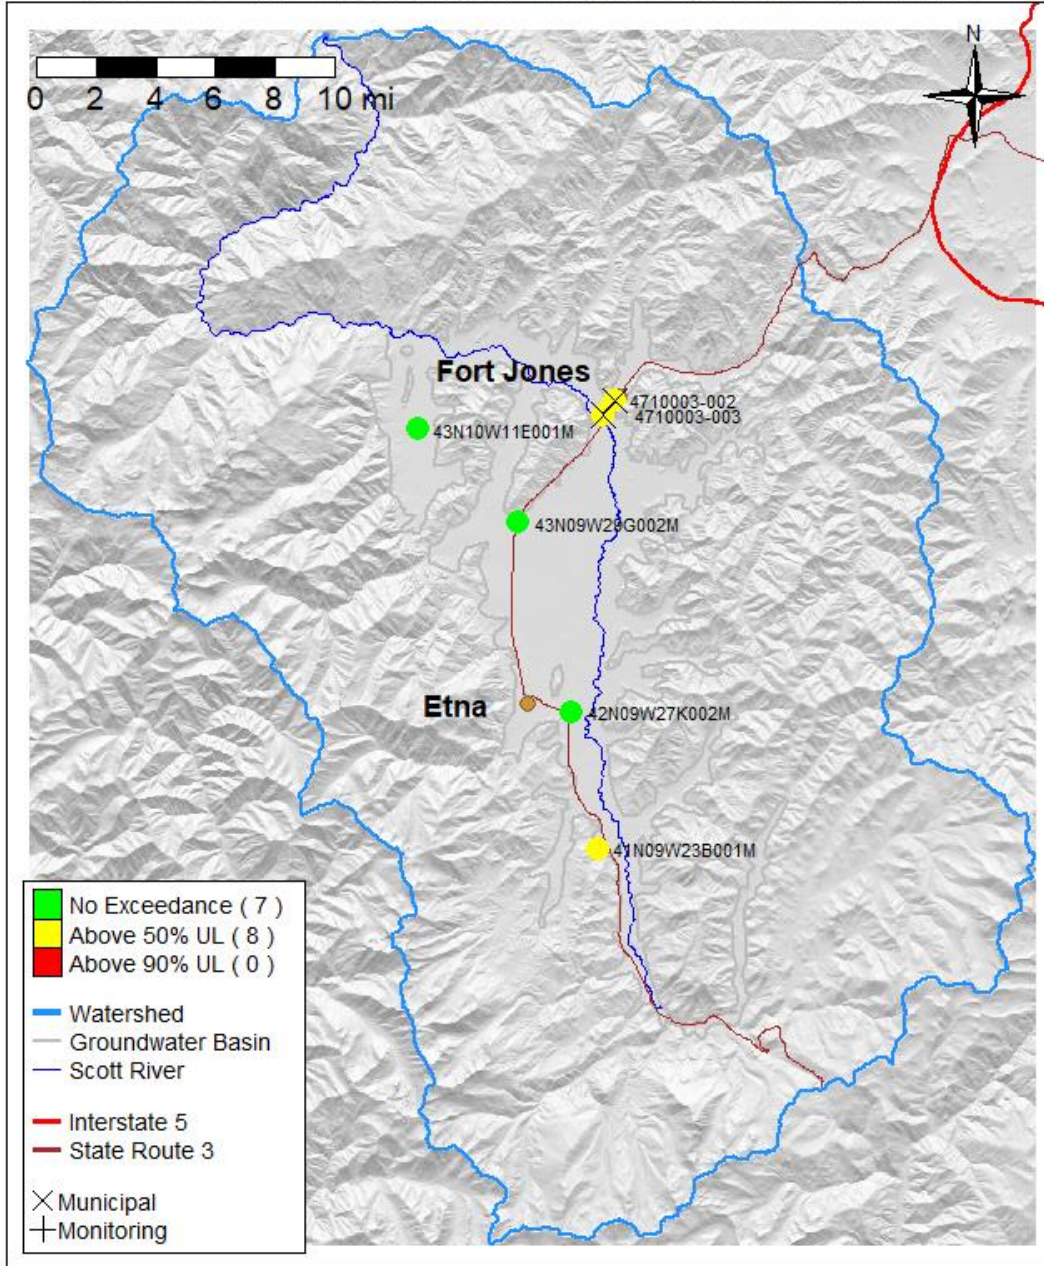 N
0 2 4 6 8 10 mi
Fort Jones
4710003-002
4710003-003
43N10W11E001M
43N09W29G002M
Etna
42N09W27K002M
41N09W23B001M
No Exceedance ( 7 )
Above 50% UL ( 8 )
Above 90% UL ( 0 )
Watershed
Groundwater Basin
Scott River
Interstate 5
State Route 3
Municipal
Monitoring